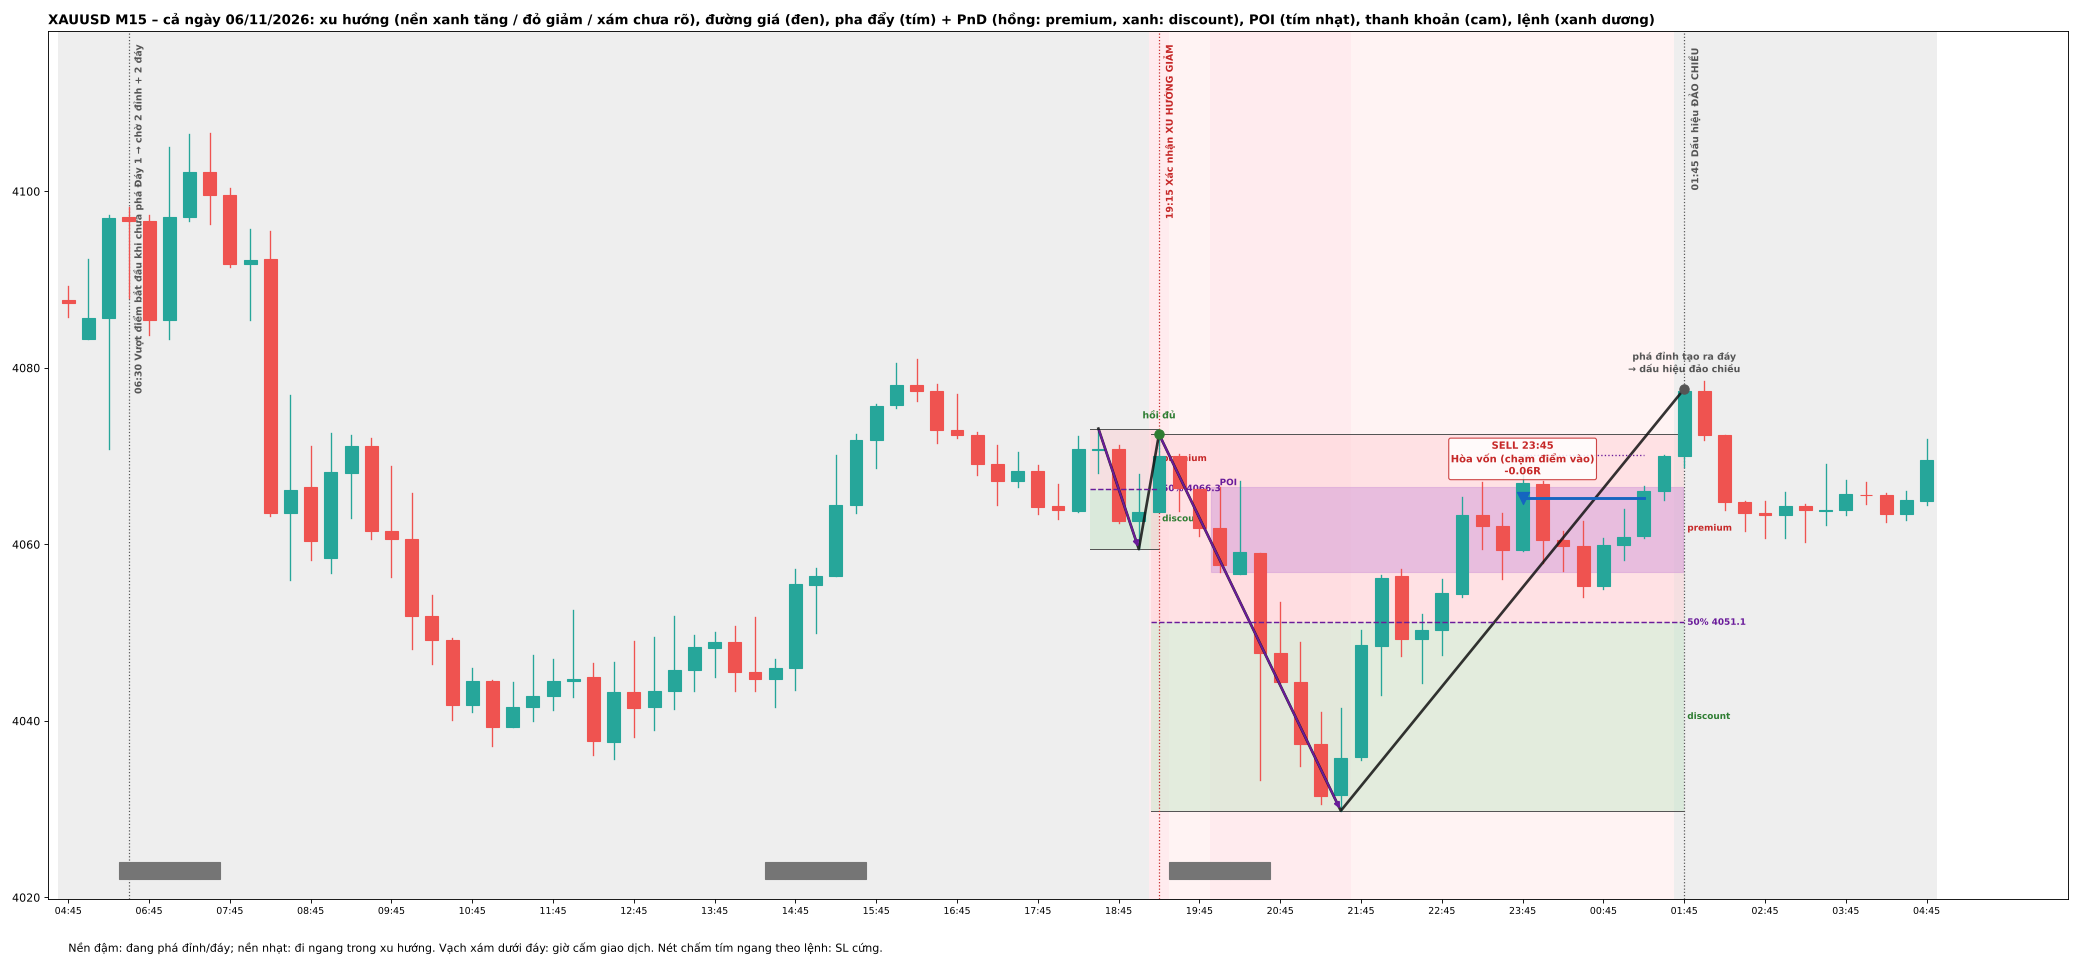 XAUUSD M15 – cả ngày 06/11/2026: xu hướng (nền xanh tăng / đỏ giảm / xám chưa rõ), đường giá (đen), pha đẩy (tím) + PnD (hồng: premium, xanh: discount), POI (tím nhạt), thanh khoản (cam), lệnh (xanh dương)
06:30 Vượt điểm bắt đầu khi chưa phá Đáy 1 → chờ 2 đỉnh + 2 đáy
19:15 Xác nhận XU HƯỚNG GIẢM
01:45 Dấu hiệu ĐẢO CHIỀU
4100
4080
4060
4040
4020
phá đỉnh tạo ra đáy
→ dấu hiệu đảo chiều
hồi đủ
premium
50% 4066.3
POI
SELL 23:45
Hòa vốn (chạm điểm vào)
-0.06R
premium
50% 4051.1
discount
04:45 06:45 07:45 08:45 09:45 10:45 11:45 12:45 13:45 14:45 15:45 16:45 17:45 18:45 19:45 20:45 21:45 22:45 23:45 00:45 01:45 02:45 03:45 04:45
Nền đậm: đang phá đỉnh/đáy; nền nhạt: đi ngang trong xu hướng. Vạch xám dưới đáy: giờ cấm giao dịch. Nét chấm tím ngang theo lệnh: SL cứng.